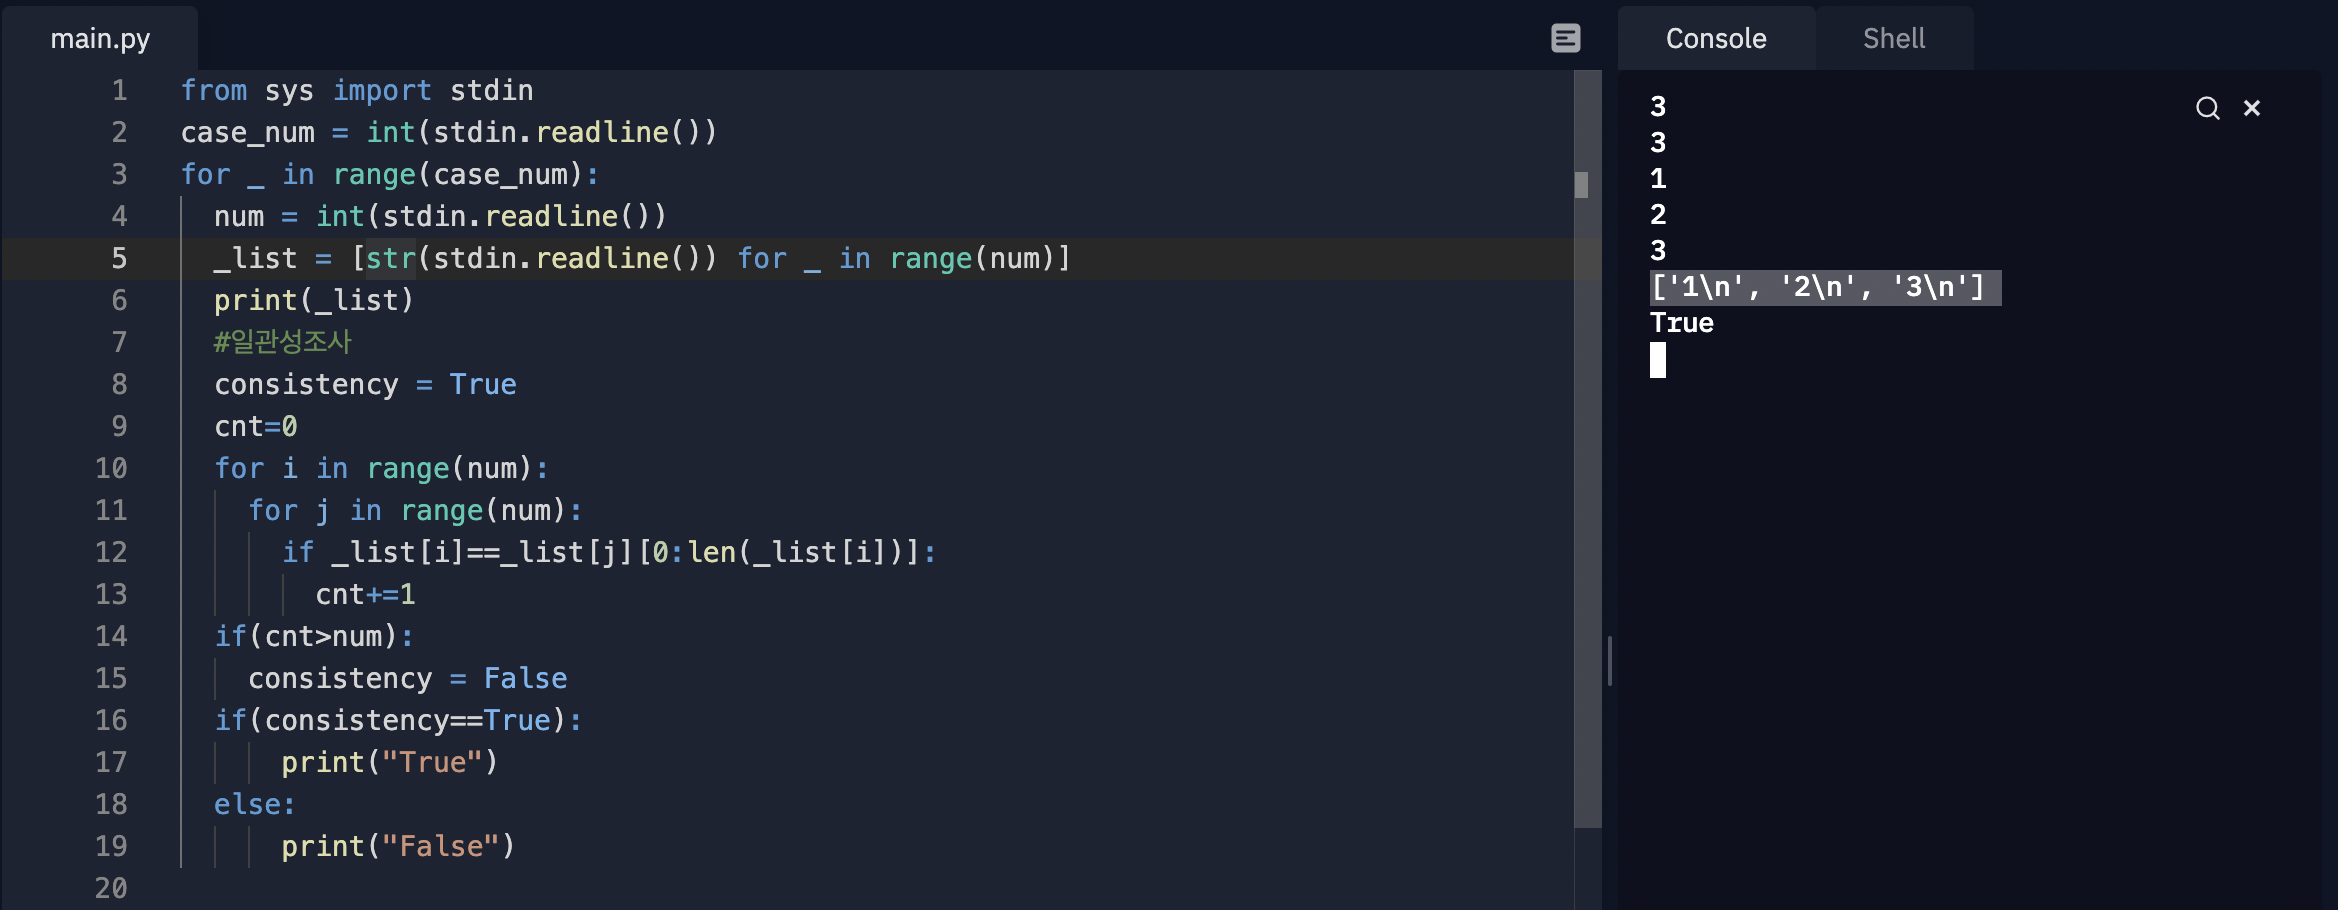 main.py
1 from sys import stdin
2 case_num = int(stdin.readline())
3 for _ in range(case_num):
4   num = int(stdin.readline())
5   _list = [str(stdin.readline()) for _ in range(num)]
6   print(_list)
7   #일관성조사
8   consistency = True
9   cnt=0
10   for i in range(num):
11     for j in range(num):
12       if _list[i]==_list[j][0:len(_list[i])]:
13         cnt+=1
14   if(cnt>num):
15     consistency = False
16   if(consistency==True):
17       print("True")
18   else:
19       print("False")
20
Console Shell
3
3
1
2
3
['1\n', '2\n', '3\n']
True